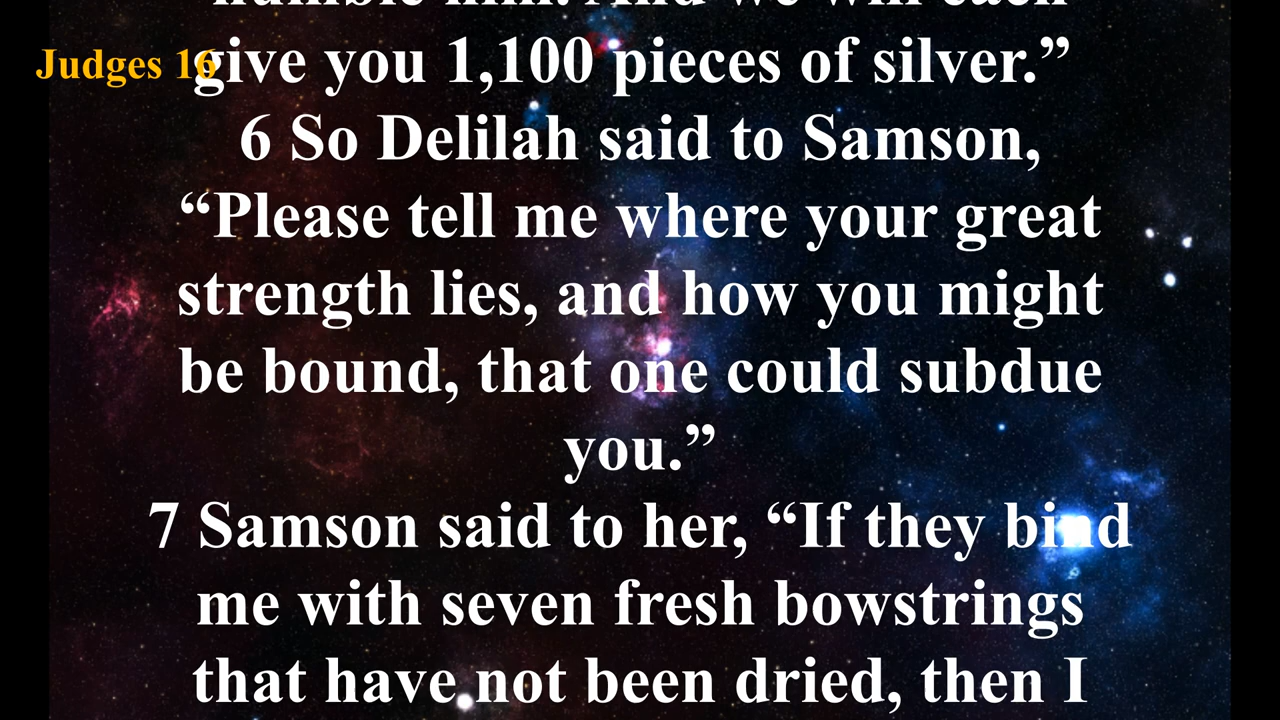 humble him. And we will each
Judges 16
give you 1,100 pieces of silver.”
6 So Delilah said to Samson,
“Please tell me where your great
strength lies, and how you might
be bound, that one could subdue
you.”
7 Samson said to her, “If they bind
me with seven fresh bowstrings
that have not been dried, then I